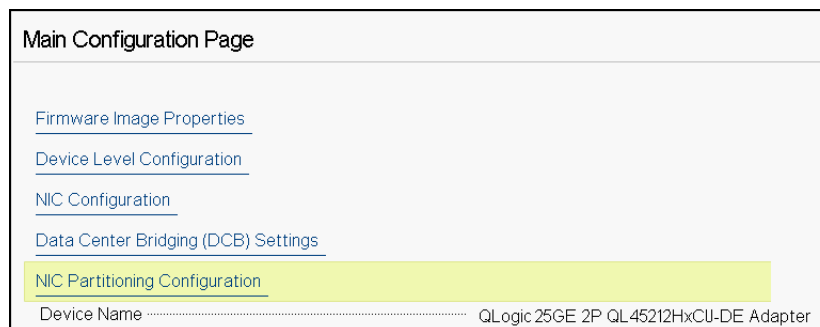 Main Configuration Page
Firmware Image Properties
Device Level Configuration
NIC Configuration
Data Center Bridging (DCB) Settings
NIC Partitioning Configuration
Device Name QLogic 25GE 2P QL45212HxCU-DE Adapter